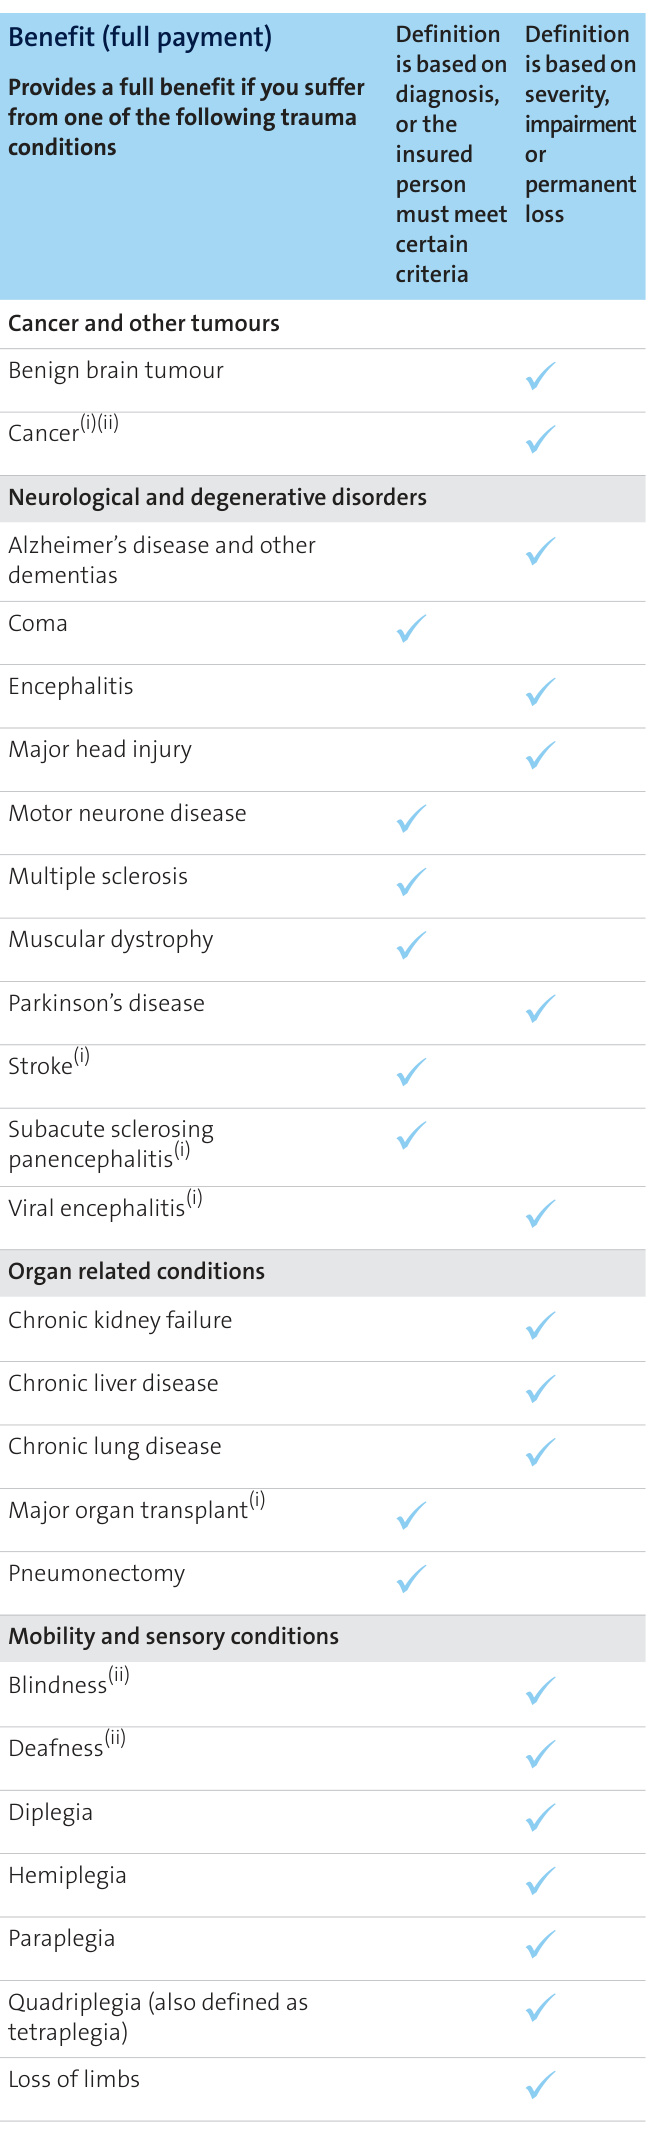 Benefit (full payment)
Provides a full benefit if you suffer
from one of the following trauma
conditions
Definition
is based on
diagnosis,
or the
insured
person
must meet
certain
criteria
Definition
is based on
severity,
impairment
or
permanent
loss
Cancer and other tumours
Benign brain tumour ✓
Cancer(i)(ii) ✓
Neurological and degenerative disorders
Alzheimer’s disease and other ✓
dementias
Coma ✓
Encephalitis ✓
Major head injury ✓
Motor neurone disease ✓
Multiple sclerosis ✓
Muscular dystrophy ✓
Parkinson’s disease ✓
Stroke(i) ✓
Subacute sclerosing ✓
panencephalitis(i)
Viral encephalitis(i) ✓
Organ related conditions
Chronic kidney failure ✓
Chronic liver disease ✓
Chronic lung disease ✓
Major organ transplant(i) ✓
Pneumonectomy ✓
Mobility and sensory conditions
Blindness(ii) ✓
Deafness(ii) ✓
Diplegia ✓
Hemiplegia ✓
Paraplegia ✓
Quadriplegia (also defined as ✓
tetraplegia)
Loss of limbs ✓